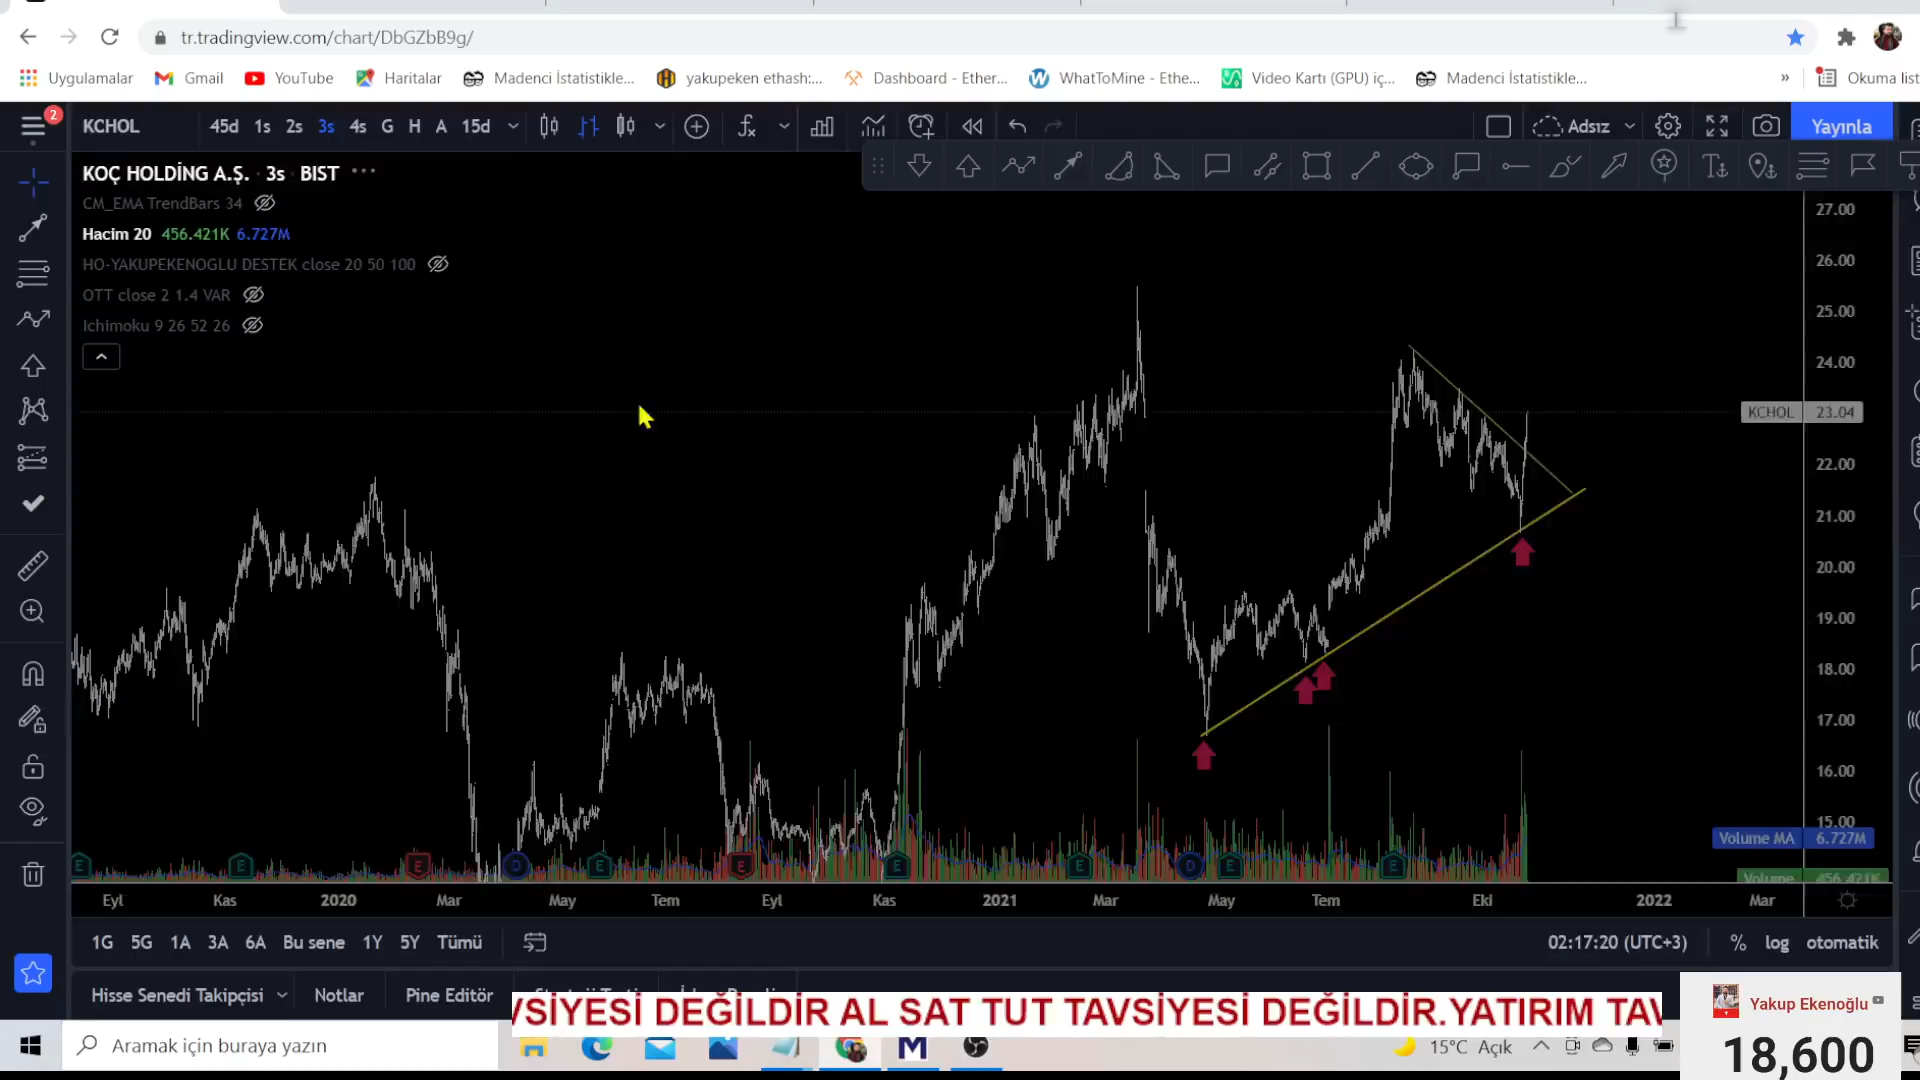 tr.tradingview.com/chart/DbGZbB9g/
Uygulamalar Gmail YouTube Haritalar Madenci İstatistikle... yakupeken ethash:... Dashboard - Ether... WhatToMine - Ethe... Video Kartı (GPU) iç... Madenci İstatistikle... » Okuma list
2
KCHOL 45d 1s 2s 3s 4s G H A 15d Adsız Yayınla
KOÇ HOLDİNG A.Ş. · 3s · BIST ···
CM_EMA TrendBars 34
Hacim 20 456.421K 6.727M
HO-YAKUPEKENOGLU DESTEK close 20 50 100
OTT close 2 1.4 VAR
Ichimoku 9 26 52 26
27.00
26.00
25.00
24.00
KCHOL 23.04
22.00
21.00
20.00
19.00
18.00
17.00
16.00
15.00
Volume MA 6.727M
Volume 456.421K
E E E D E E E E D E E
Eyl Kas 2020 Mar May Tem Eyl Kas 2021 Mar May Tem Eki 2022 Mar
1G 5G 1A 3A 6A Bu sene 1Y 5Y Tümü 02:17:20 (UTC+3) % log otomatik
Hisse Senedi Takipçisi Notlar Pine Editör
VSİYESİ DEĞİLDİR AL SAT TUT TAVSİYESİ DEĞİLDİR.YATIRIM TAV
Yakup Ekenoğlu
18,600
Aramak için buraya yazın 15°C Açık